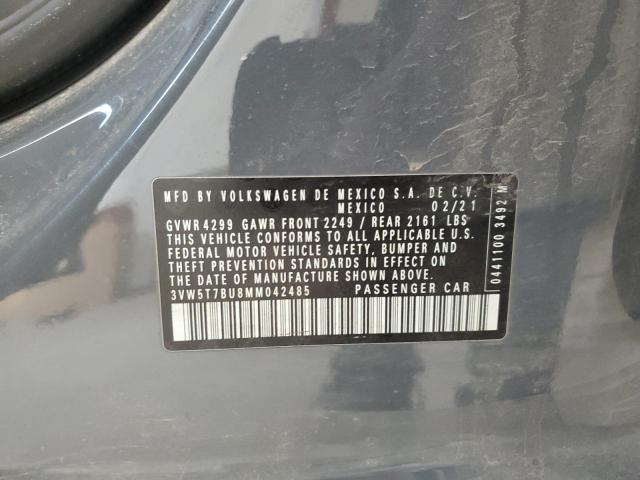 MFD BY VOLKSWAGEN DE MEXICO S.A. DE C.V.
MEXICO 02/21
GVWR 4299 GAWR FRONT 2249 / REAR 2161 LBS
THIS VEHICLE CONFORMS TO ALL APPLICABLE U.S.
FEDERAL MOTOR VEHICLE SAFETY, BUMPER AND
THEFT PREVENTION STANDARDS IN EFFECT ON
THE DATE OF MANUFACTURE SHOWN ABOVE.
3VW5T7BU8MM042485 PASSENGER CAR
04411100 3492 M